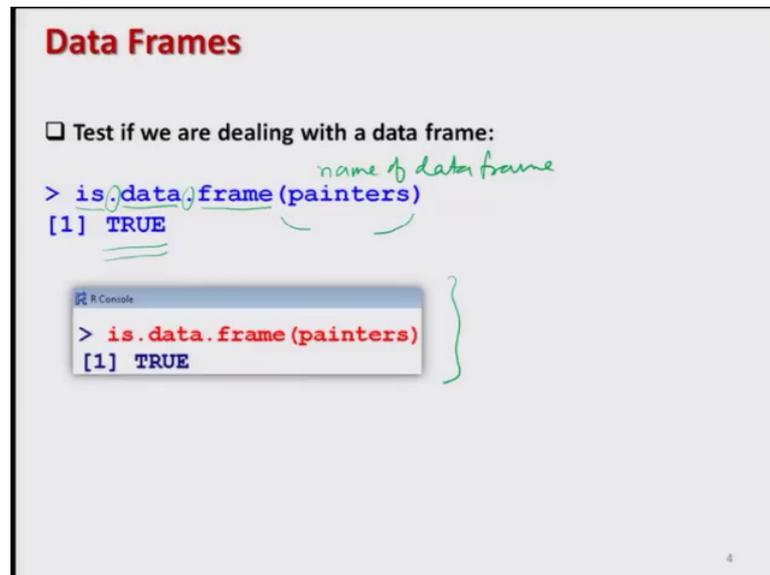 Data Frames
❑ Test if we are dealing with a data frame:
name of data frame
> is.data.frame(painters)
[1] TRUE
R Console
> is.data.frame(painters)
[1] TRUE
4